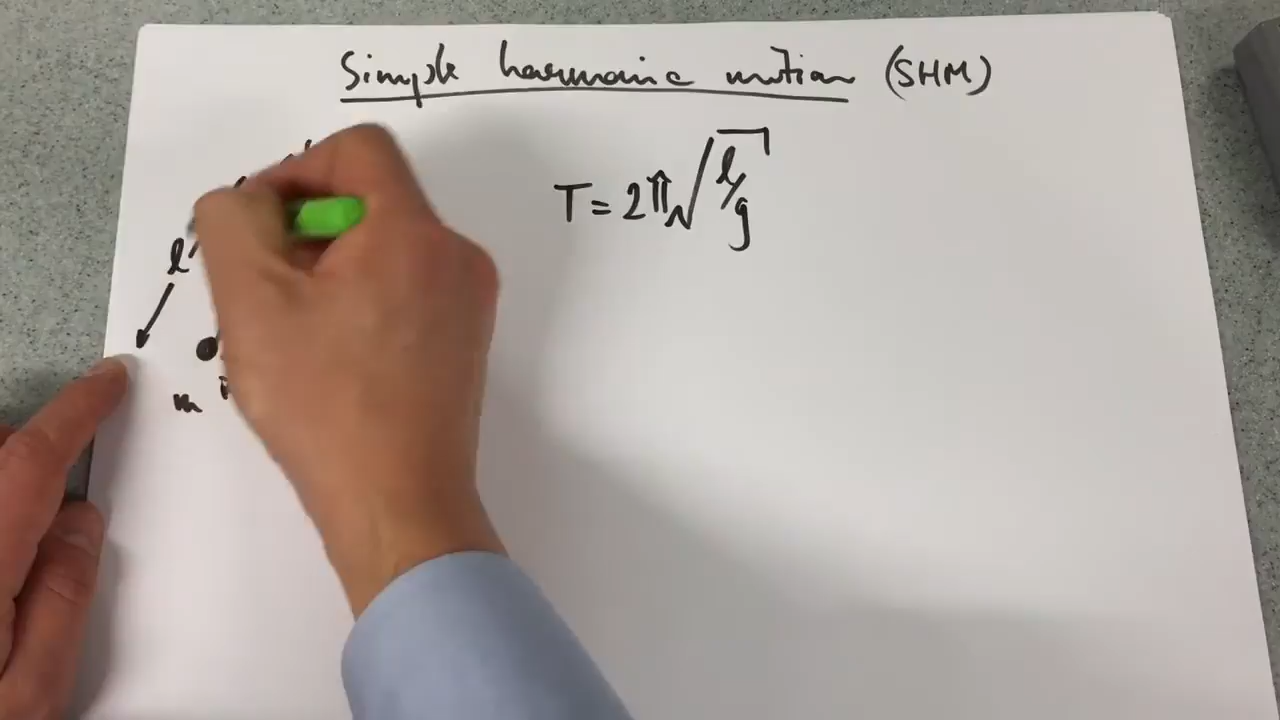 Simple harmonic motion (SHM)
T = 2π√l/g
l
m